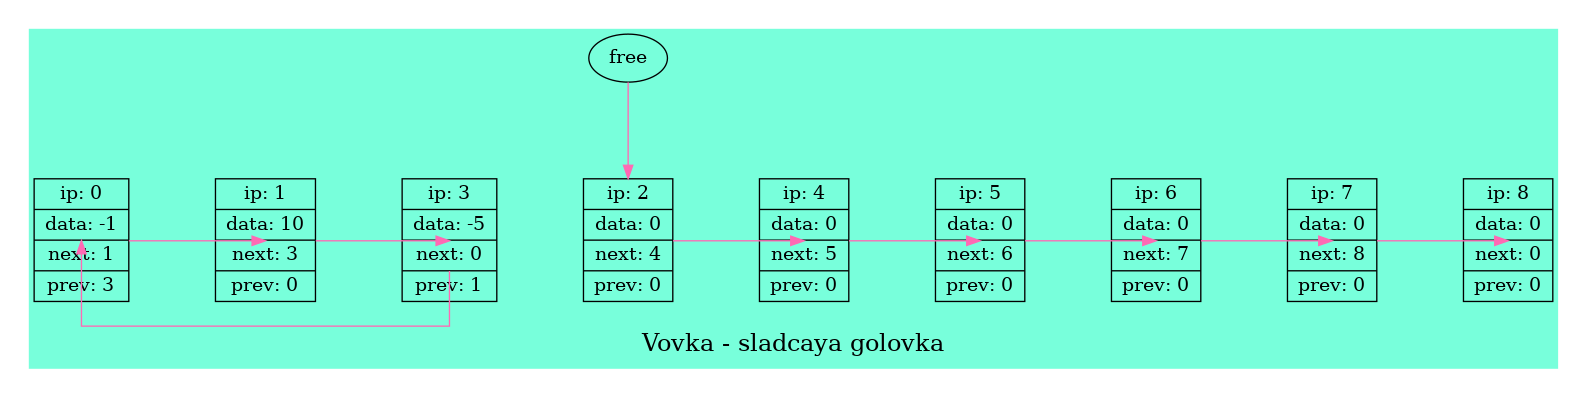 free
ip: 0
data: -1
next: 1
prev: 3
ip: 1
data: 10
next: 3
prev: 0
ip: 3
data: -5
next: 0
prev: 1
ip: 2
data: 0
next: 4
prev: 0
ip: 4
data: 0
next: 5
prev: 0
ip: 5
data: 0
next: 6
prev: 0
ip: 6
data: 0
next: 7
prev: 0
ip: 7
data: 0
next: 8
prev: 0
ip: 8
data: 0
next: 0
prev: 0
Vovka - sladcaya golovka